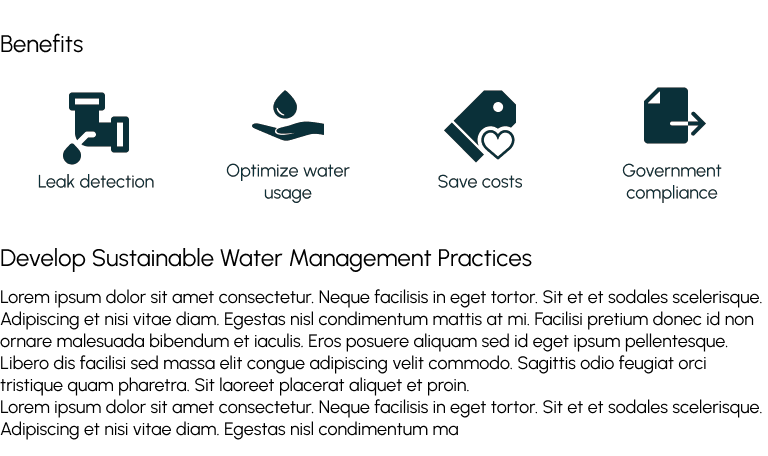 Benefits
Leak detection
Optimize water
usage
Save costs
Government
compliance
Develop Sustainable Water Management Practices
Lorem ipsum dolor sit amet consectetur. Neque facilisis in eget tortor. Sit et et sodales scelerisque.
Adipiscing et nisi vitae diam. Egestas nisl condimentum mattis at mi. Facilisi pretium donec id non
ornare malesuada bibendum et iaculis. Eros posuere aliquam sed id eget ipsum pellentesque.
Libero dis facilisi sed massa elit congue adipiscing velit commodo. Sagittis odio feugiat orci
tristique quam pharetra. Sit laoreet placerat aliquet et proin.
Lorem ipsum dolor sit amet consectetur. Neque facilisis in eget tortor. Sit et et sodales scelerisque.
Adipiscing et nisi vitae diam. Egestas nisl condimentum ma